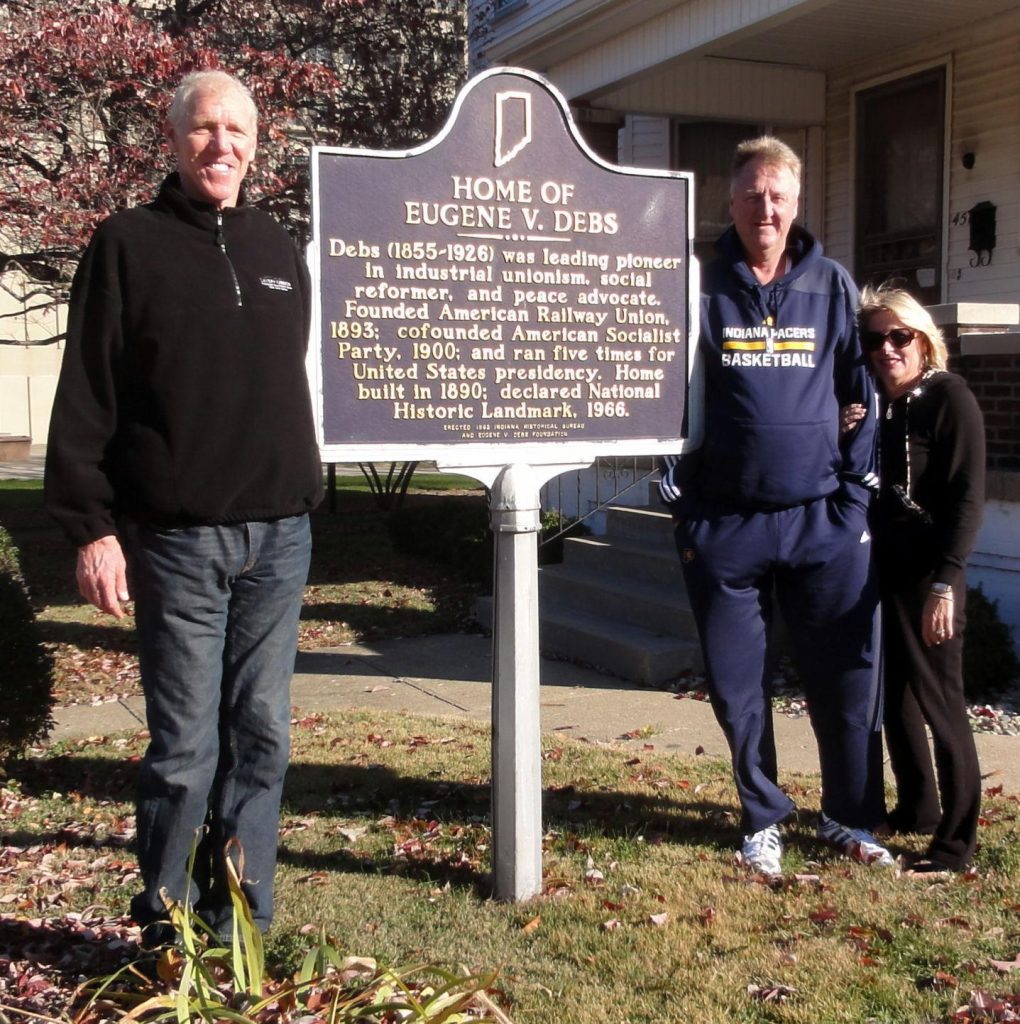 HOME OF
EUGENE V. DEBS
Debs (1855-1926) was leading pioneer
in industrial unionism, social
reformer, and peace advocate.
Founded American Railway Union,
1893; cofounded American Socialist
Party, 1900; and ran five times for
United States presidency. Home
built in 1890; declared National
Historic Landmark, 1966.
ERECTED 1992 INDIANA HISTORICAL BUREAU
AND EUGENE V. DEBS FOUNDATION
INDIANA PACERS
BASKETBALL